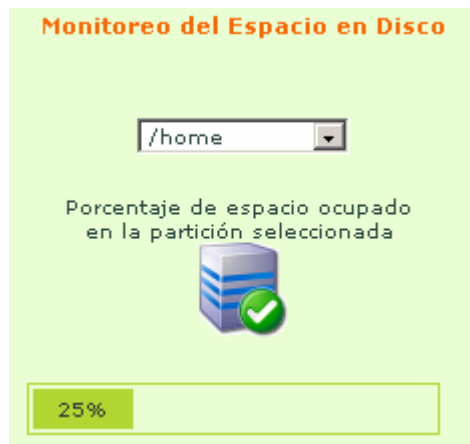 Monitoreo del Espacio en Disco
/home
Porcentaje de espacio ocupado
en la partición seleccionada
25%